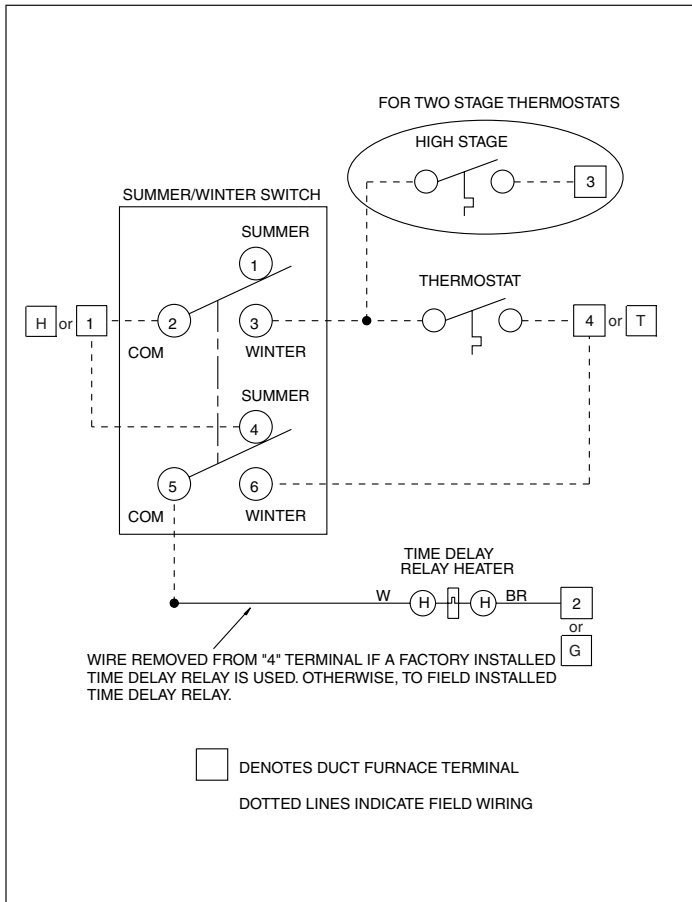 FOR TWO STAGE THERMOSTATS
HIGH STAGE
3
SUMMER/WINTER SWITCH
SUMMER
1
THERMOSTAT
H or 1
2
3
4 or T
COM
WINTER
SUMMER
4
5
6
COM
WINTER
TIME DELAY
RELAY HEATER
W
H
H
BR
2
or
G
WIRE REMOVED FROM "4" TERMINAL IF A FACTORY INSTALLED
TIME DELAY RELAY IS USED. OTHERWISE, TO FIELD INSTALLED
TIME DELAY RELAY.
DENOTES DUCT FURNACE TERMINAL
DOTTED LINES INDICATE FIELD WIRING